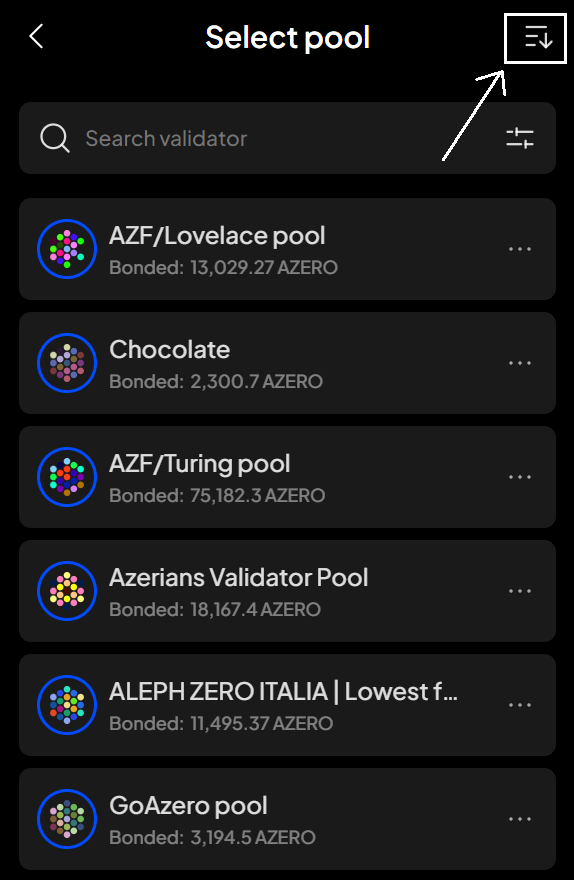 Select pool
Search validator
AZF/Lovelace pool
Bonded: 13,029.27 AZERO
Chocolate
Bonded: 2,300.7 AZERO
AZF/Turing pool
Bonded: 75,182.3 AZERO
Azerians Validator Pool
Bonded: 18,167.4 AZERO
ALEPH ZERO ITALIA | Lowest f...
Bonded: 11,495.37 AZERO
GoAzero pool
Bonded: 3,194.5 AZERO